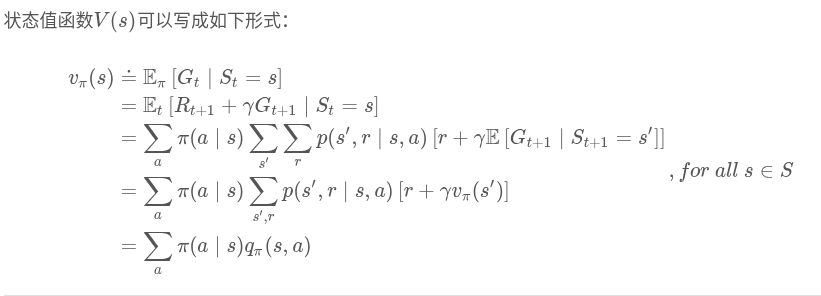 状态值函数V(s)可以写成如下形式：
v_π(s) ≐ 𝔼_π [G_t | S_t = s]
= 𝔼_t [R_{t+1} + γG_{t+1} | S_t = s]
= ∑_a π(a | s) ∑_{s′} ∑_r p(s′, r | s, a) [r + γ𝔼 [G_{t+1} | S_{t+1} = s′]]
, for all s ∈ S
= ∑_a π(a | s) ∑_{s′,r} p(s′, r | s, a) [r + γv_π(s′)]
= ∑_a π(a | s)q_π(s, a)